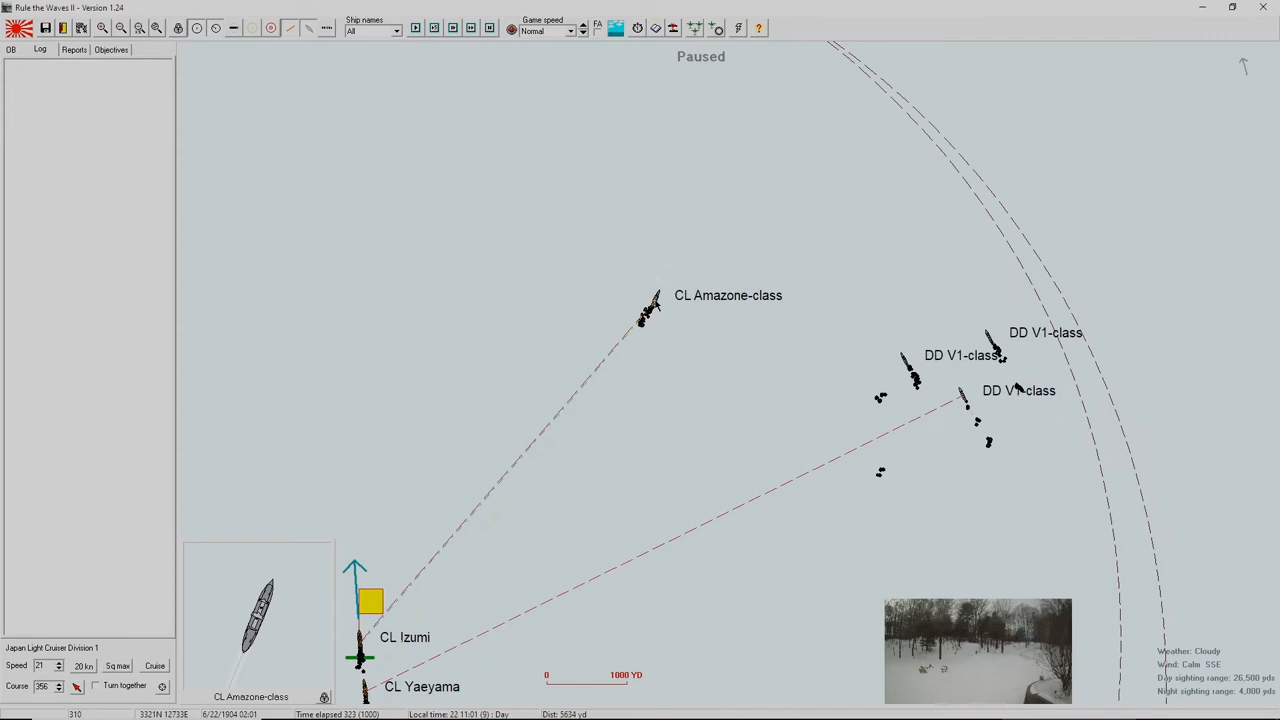 Rule the Waves II - Version 1.24
Ship names
All
Game speed
Normal
FA
OB
Log
Reports
Objectives
Paused
CL Amazone-class
DD V1-class
DD V1-class
DD V1-class
CL Izumi
CL Yaeyama
CL Amazone-class
0
1000 YD
Weather: Cloudy
Wind: Calm SSE
Day sighting range: 26,500 yds
Night sighting range: 4,000 yds
Japan Light Cruiser Division 1
Speed 21 20 kn Sq max Cruise
Course 356 Turn together
310 3321N 12733E 6/22/1904 02:01 Time elapsed 323 (1000) Local time: 22 11:01 (9) : Day Dist: 5634 yd